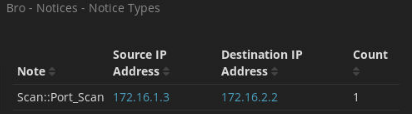 Bro - Notices - Notice Types
Source IP Destination IP Count
Note Address Address
Scan::Port_Scan 172.16.1.3 172.16.2.2 1